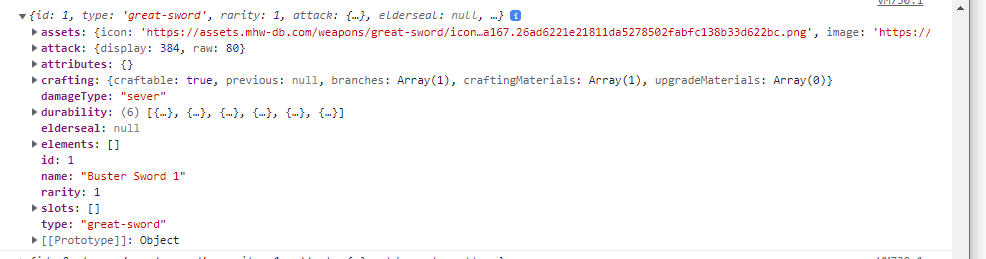 VM750:1
{id: 1, type: 'great-sword', rarity: 1, attack: {…}, elderseal: null, …}
assets: {icon: 'https://assets.mhw-db.com/weapons/great-sword/icon…a167.26ad6221e21811da5278502fabfc138b33d622bc.png', image: 'https://
attack: {display: 384, raw: 80}
attributes: {}
crafting: {craftable: true, previous: null, branches: Array(1), craftingMaterials: Array(1), upgradeMaterials: Array(0)}
damageType: "sever"
durability: (6) [{…}, {…}, {…}, {…}, {…}, {…}]
elderseal: null
elements: []
id: 1
name: "Buster Sword 1"
rarity: 1
slots: []
type: "great-sword"
[[Prototype]]: Object